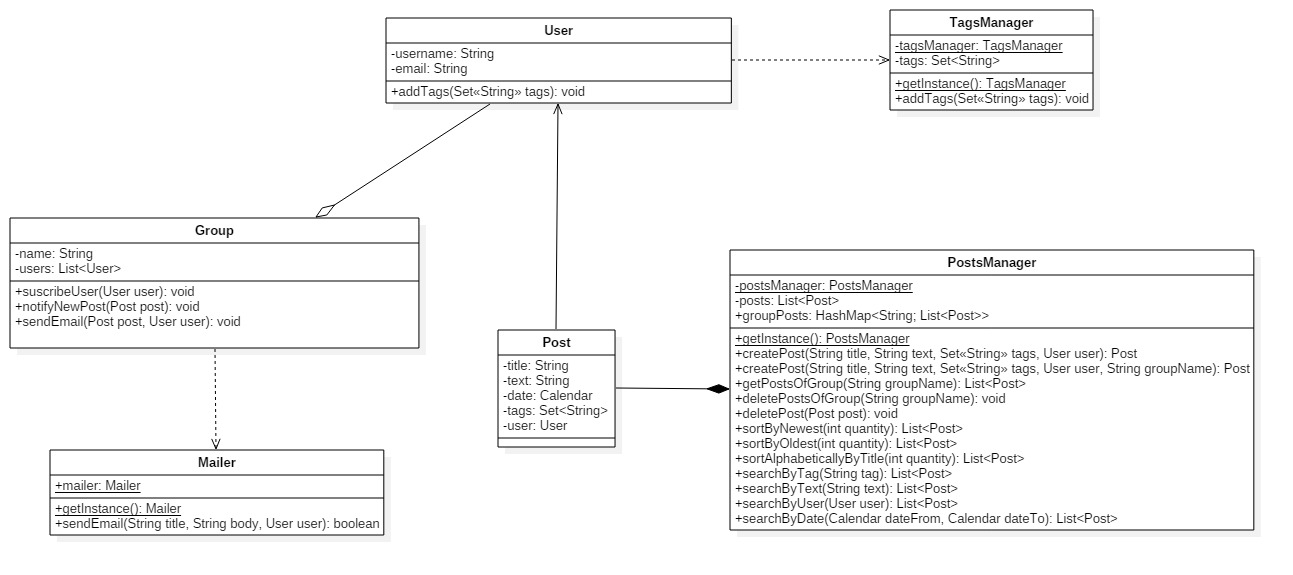 User
-username: String
-email: String
+addTags(Set«String» tags): void
TagsManager
-tagsManager: TagsManager
-tags: Set<String>
+getInstance(): TagsManager
+addTags(Set«String» tags): void
Group
-name: String
-users: List<User>
+suscribeUser(User user): void
+notifyNewPost(Post post): void
+sendEmail(Post post, User user): void
Post
-title: String
-text: String
-date: Calendar
-tags: Set<String>
-user: User
PostsManager
-postsManager: PostsManager
-posts: List<Post>
+groupPosts: HashMap<String; List<Post>>
+getInstance(): PostsManager
+createPost(String title, String text, Set«String» tags, User user): Post
+createPost(String title, String text, Set«String» tags, User user, String groupName): Post
+getPostsOfGroup(String groupName): List<Post>
+deletePostsOfGroup(String groupName): void
+deletePost(Post post): void
+sortByNewest(int quantity): List<Post>
+sortByOldest(int quantity): List<Post>
+sortAlphabeticallyByTitle(int quantity): List<Post>
+searchByTag(String tag): List<Post>
+searchByText(String text): List<Post>
+searchByUser(User user): List<Post>
+searchByDate(Calendar dateFrom, Calendar dateTo): List<Post>
Mailer
+mailer: Mailer
+getInstance(): Mailer
+sendEmail(String title, String body, User user): boolean